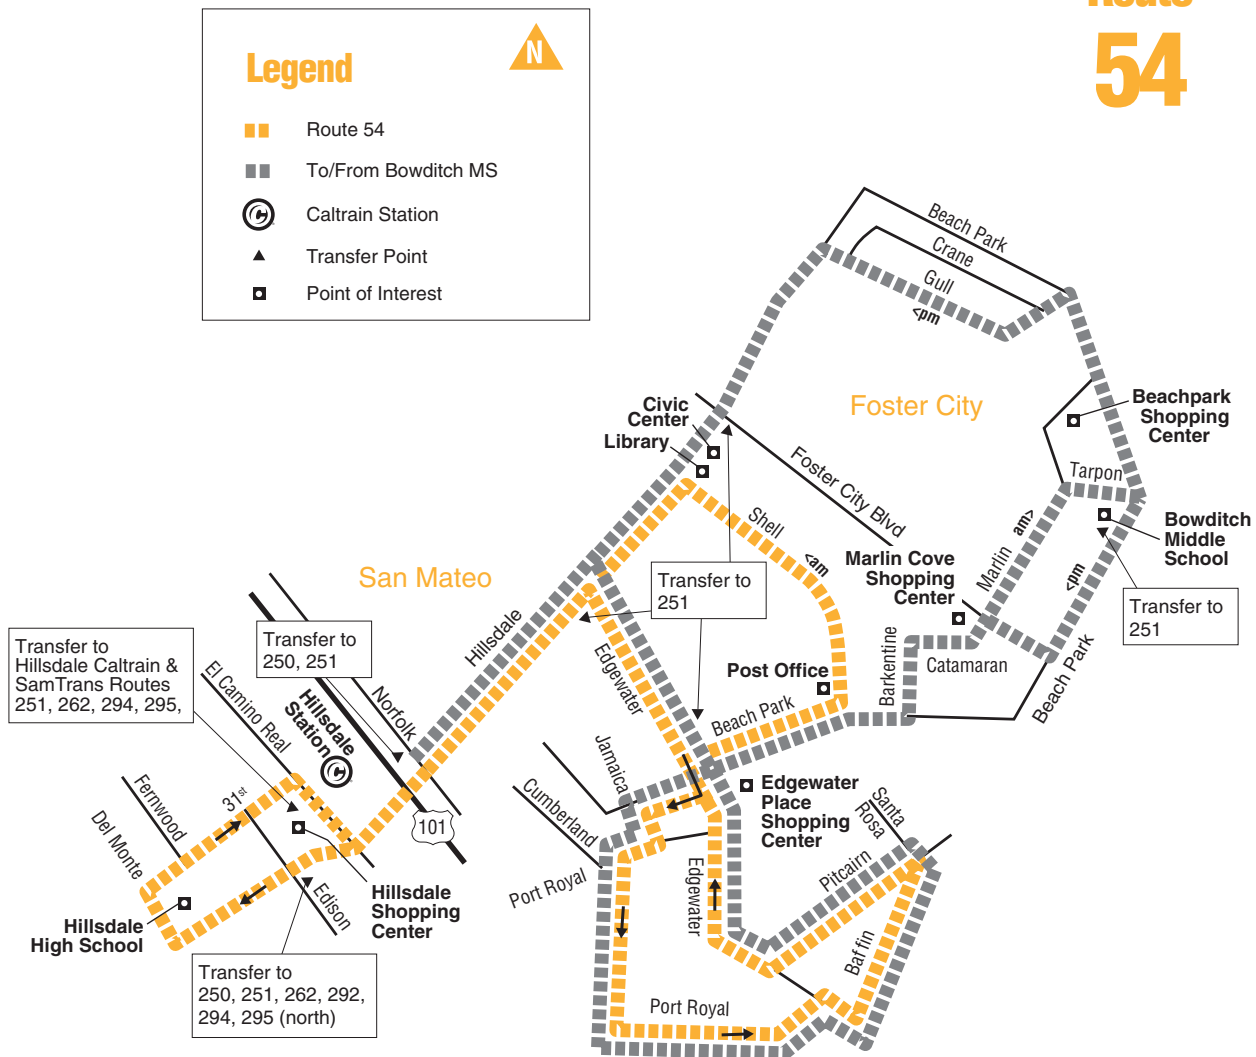 Route
54
Legend
N
Route 54
To/From Bowditch MS
Caltrain Station
Transfer Point
Point of Interest
Beach Park
Crane
Gull
<pm
Foster City
Beachpark
Shopping
Center
Civic
Center
Library
Foster City Blvd
Tarpon
Bowditch
Middle
School
Shell
<am
Marlin
am>
<pm
Marlin Cove
Shopping
Center
San Mateo
Transfer to
251
Transfer to
251
Hillsdale
Edgewater
Transfer to
Hillsdale Caltrain &
SamTrans Routes
251, 262, 294, 295,
Transfer to
250, 251
El Camino Real
Hillsdale
Station
C
Norfolk
Post Office
Barkentine
Catamaran
Beach Park
Beach Park
Jamaica
Cumberland
Edgewater
Place
Shopping
Center
Santa
Rosa
101
Fernwood
31st
Del Monte
Pitcairn
Port Royal
Edgewater
Edison
Hillsdale
Shopping
Center
Hillsdale
High School
Baffin
Transfer to
250, 251, 262, 292,
294, 295 (north)
Port Royal